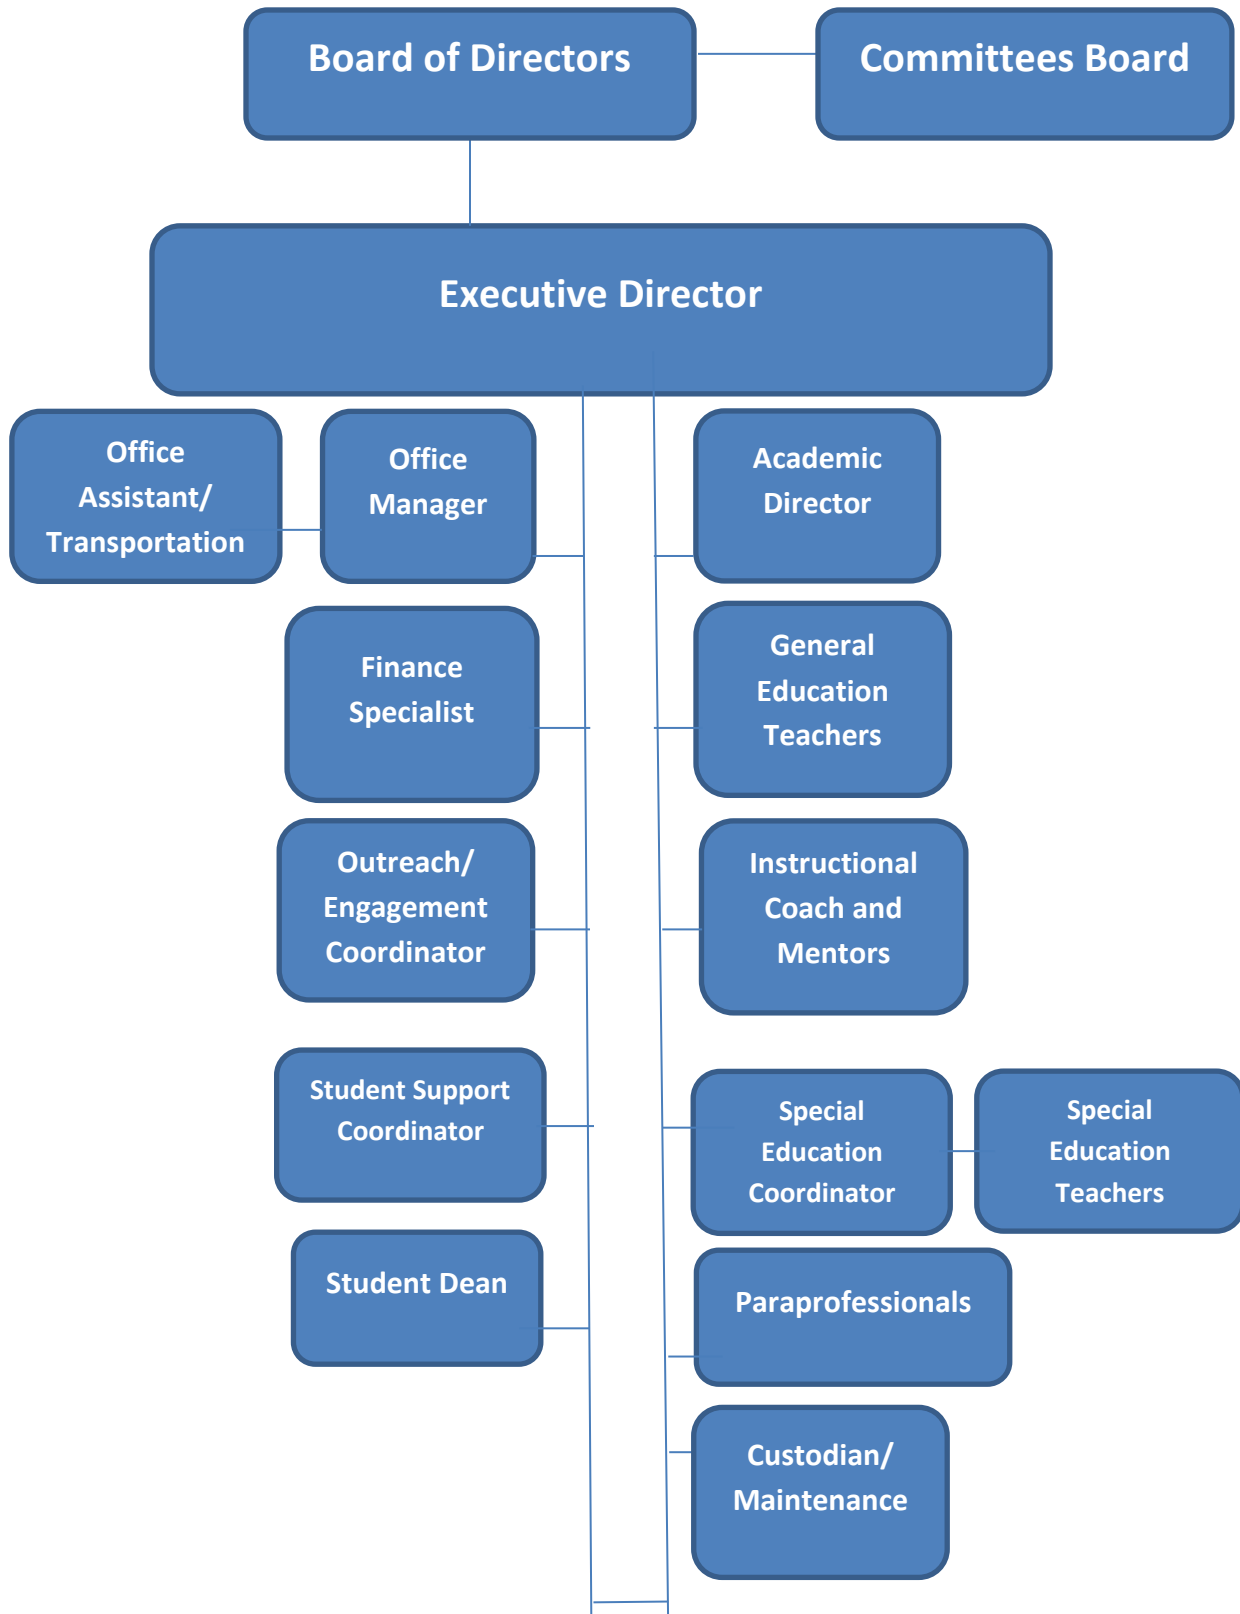 Board of Directors
Committees Board
Executive Director
Office
Assistant/
Transportation
Office
Manager
Academic
Director
Finance
Specialist
General
Education
Teachers
Outreach/
Engagement
Coordinator
Instructional
Coach and
Mentors
Student Support
Coordinator
Special
Education
Coordinator
Special
Education
Teachers
Student Dean
Paraprofessionals
Custodian/
Maintenance